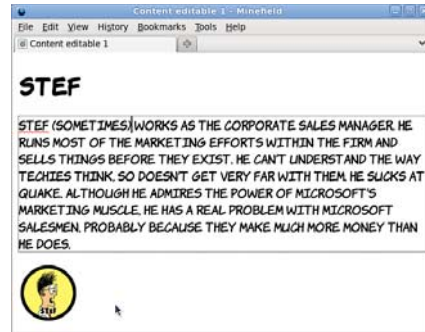 Content editable 1 - Minefield
File Edit View History Bookmarks Tools Help
Content editable 1
STEF
STEF (SOMETIMES) WORKS AS THE CORPORATE SALES MANAGER. HE
RUNS MOST OF THE MARKETING EFFORTS WITHIN THE FIRM AND
SELLS THINGS BEFORE THEY EXIST. HE CAN'T UNDERSTAND THE WAY
TECHIES THINK, SO DOESN'T GET VERY FAR WITH THEM. HE SUCKS AT
QUAKE. ALTHOUGH HE ADMIRES THE POWER OF MICROSOFT'S
MARKETING MUSCLE, HE HAS A REAL PROBLEM WITH MICROSOFT
SALESMEN, PROBABLY BECAUSE THEY MAKE MUCH MORE MONEY THAN
HE DOES.
STEF